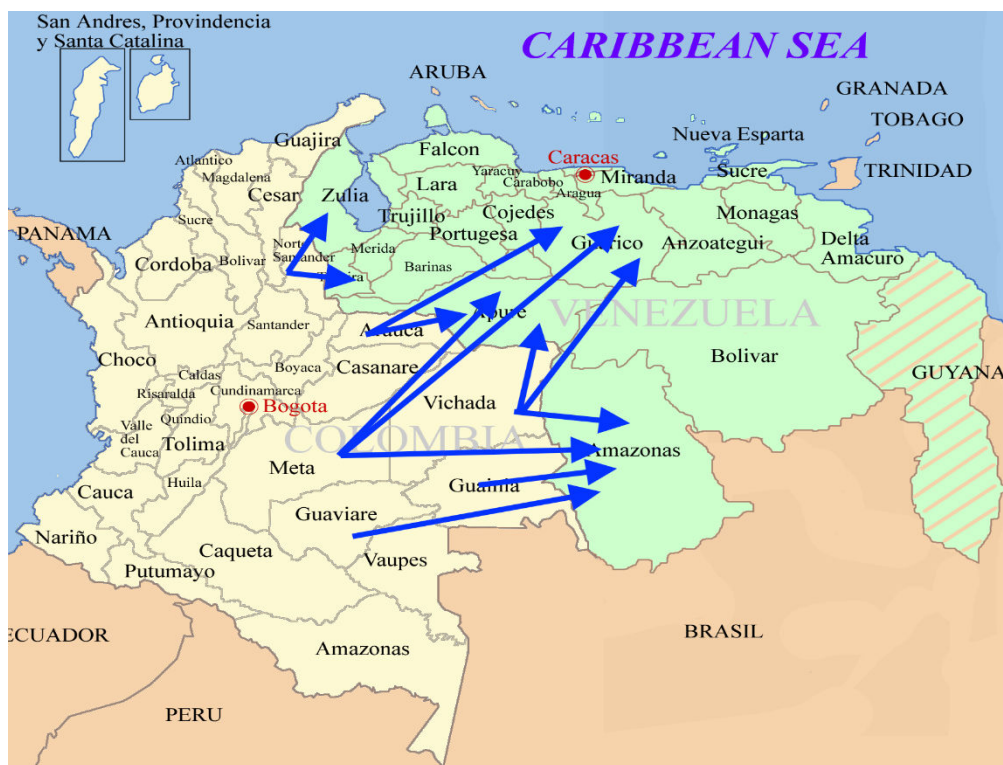 San Andres, Provindencia
y Santa Catalina
CARIBBEAN SEA
ARUBA
GRANADA
TOBAGO
Nueva Esparta
TRINIDAD
Guajira
Falcon
Caracas
Atlantico
Magdalena
Yaracuy
Carabobo
Miranda
Sucre
Cesar
Zulia
Lara
Aragua
Trujillo
Cojedes
Monagas
Sucre
PANAMA
Portugesa
Guarico
Anzoategui
Delta
Amacuro
Cordoba
Bolivar
Norte
Santander
Merida
Tachira
Barinas
Antioquia
Santander
Arauca
Apure
VENEZUELA
Choco
Boyaca
Casanare
Bolivar
Caldas
Risaralda
Cundinamarca
GUYANA
Bogota
Vichada
Quindio
Valle
del
Cauca
Tolima
COLOMBIA
Amazonas
Meta
Huila
Guainia
Cauca
Guaviare
Nariño
Caqueta
Vaupes
Putumayo
ECUADOR
Amazonas
BRASIL
PERU